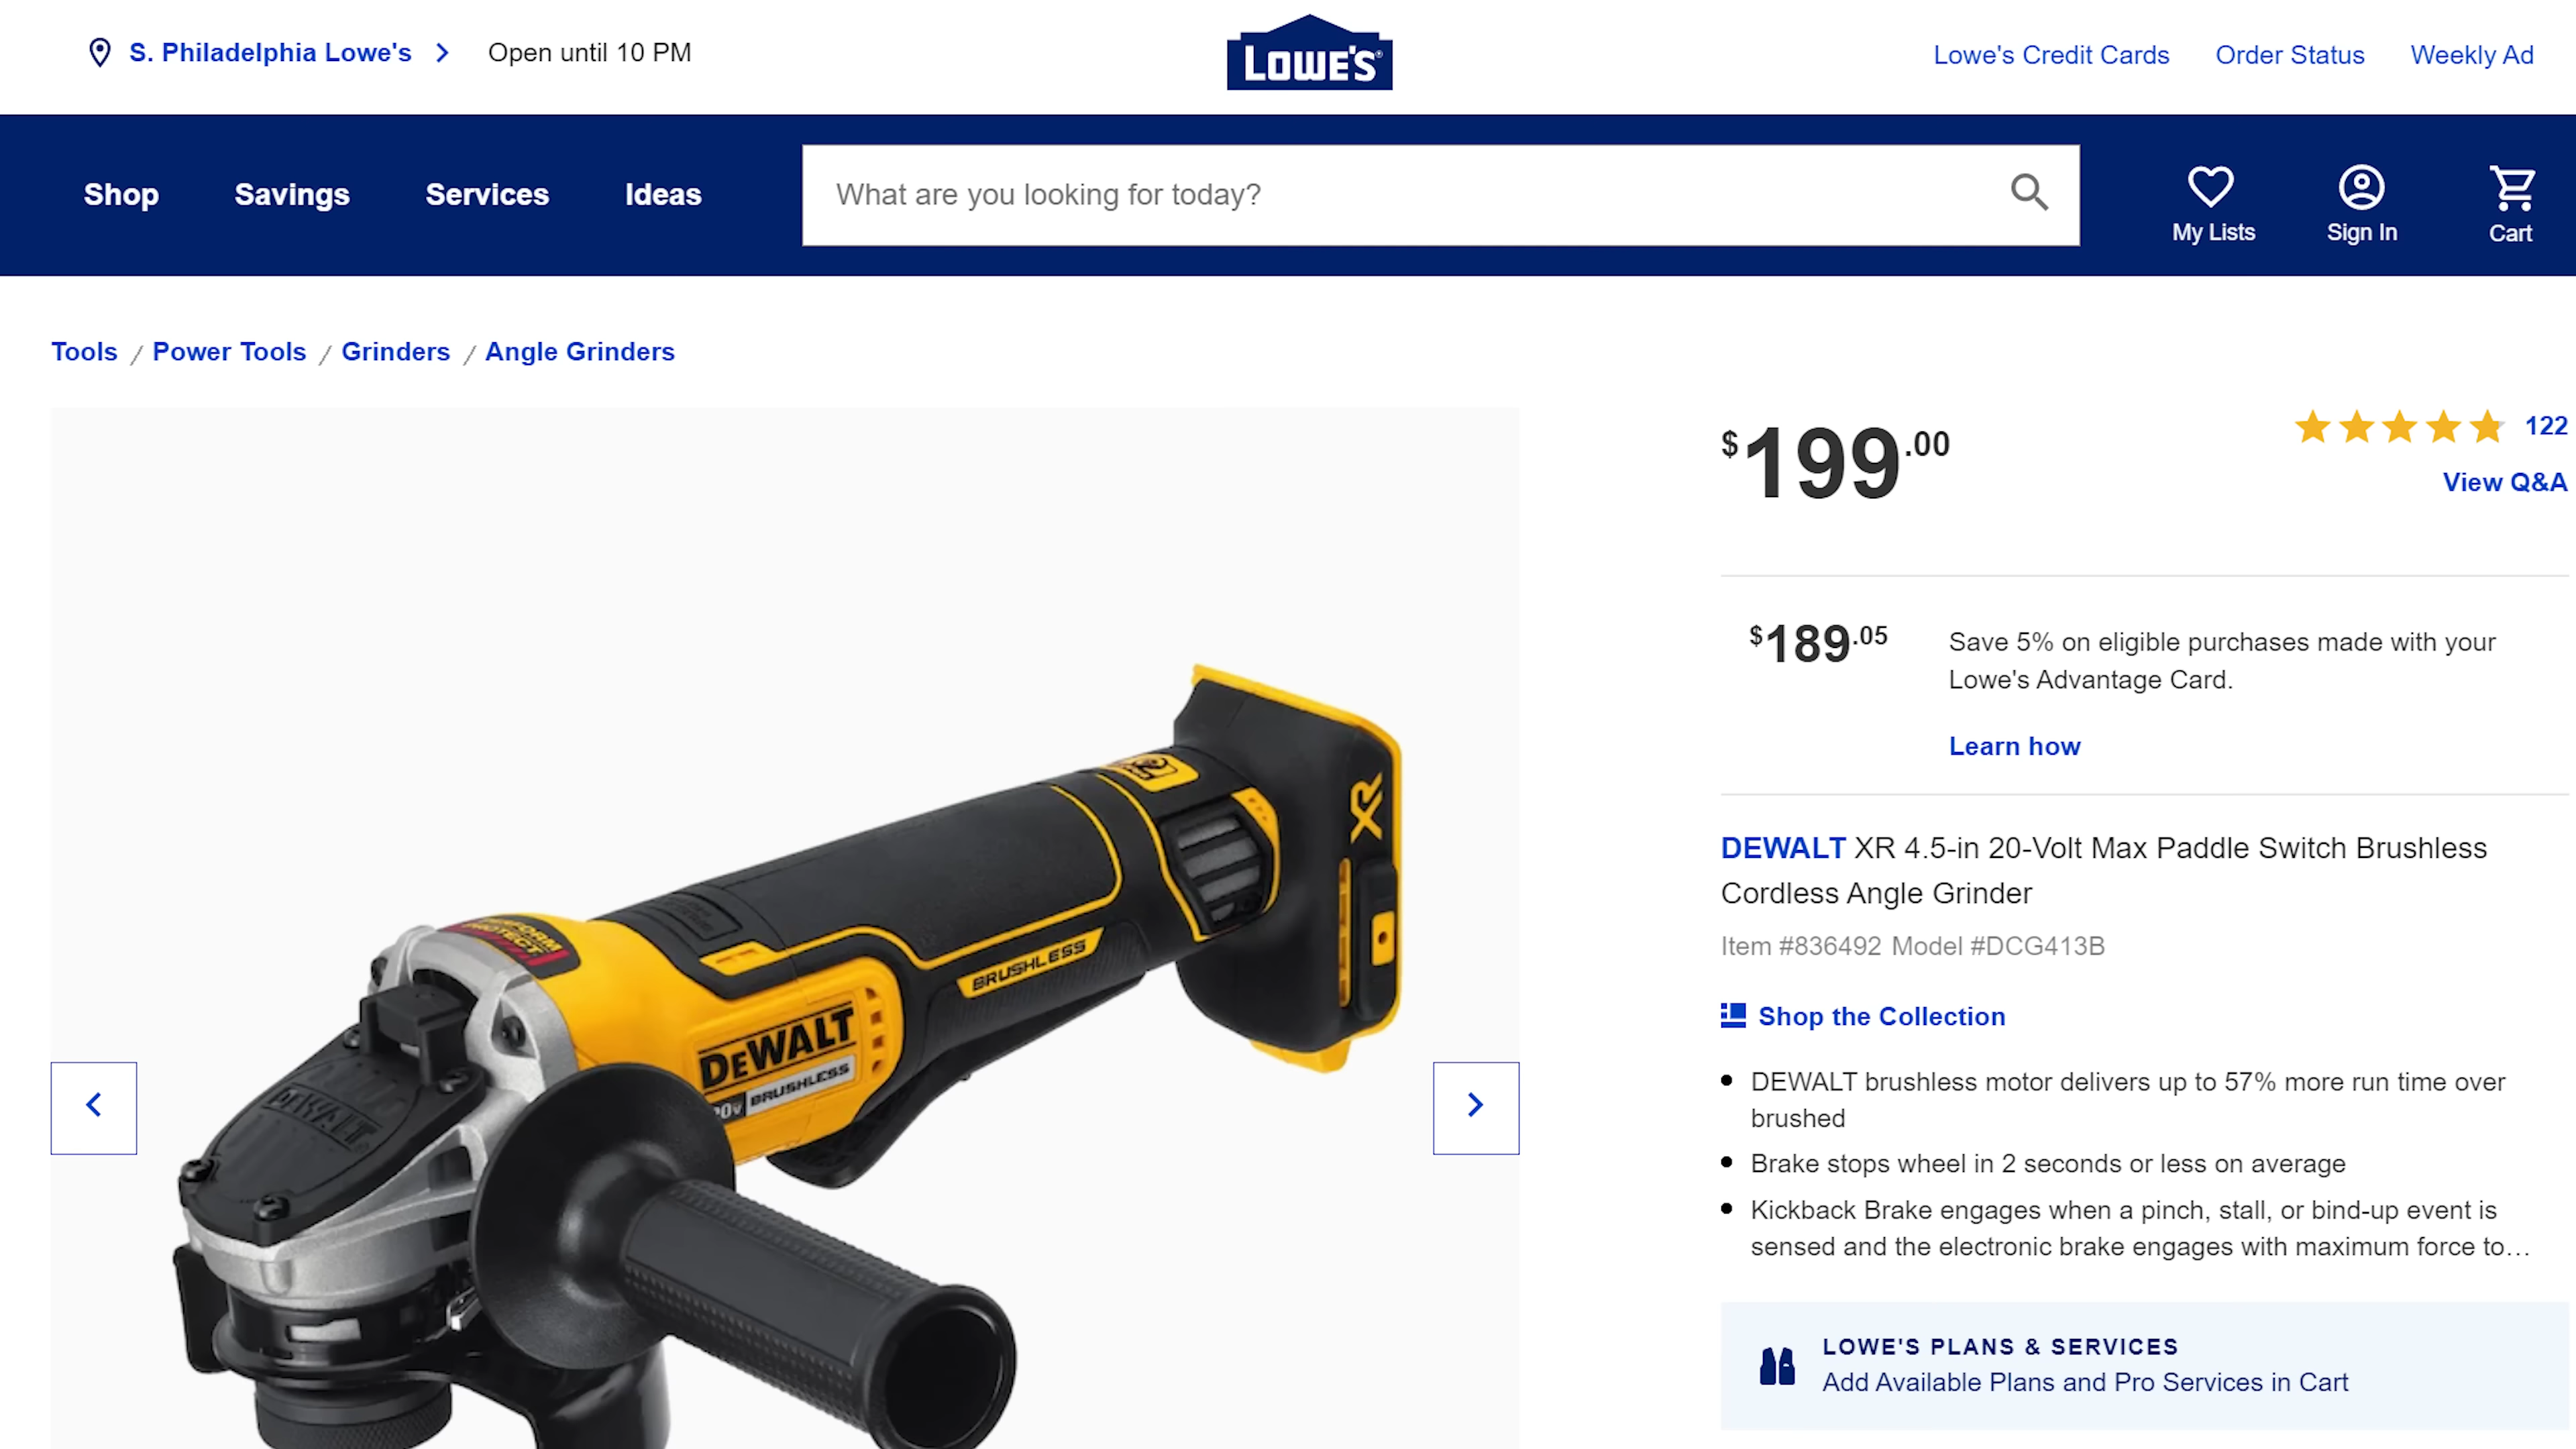 S. Philadelphia Lowe's
Open until 10 PM
LOWE'S
Lowe's Credit Cards
Order Status
Weekly Ad
Shop
Savings
Services
Ideas
What are you looking for today?
My Lists
Sign In
Cart
Tools / Power Tools / Grinders / Angle Grinders
$199.00
122
View Q&A
$189.05
Save 5% on eligible purchases made with your
Lowe's Advantage Card.
Learn how
XR
BRUSHLESS
PERFORM
PROTECT
DEWALT
20V BRUSHLESS
DEWALT
DEWALT XR 4.5-in 20-Volt Max Paddle Switch Brushless
Cordless Angle Grinder
Item #836492 Model #DCG413B
Shop the Collection
DEWALT brushless motor delivers up to 57% more run time over
brushed
Brake stops wheel in 2 seconds or less on average
Kickback Brake engages when a pinch, stall, or bind-up event is
sensed and the electronic brake engages with maximum force to...
LOWE'S PLANS & SERVICES
Add Available Plans and Pro Services in Cart